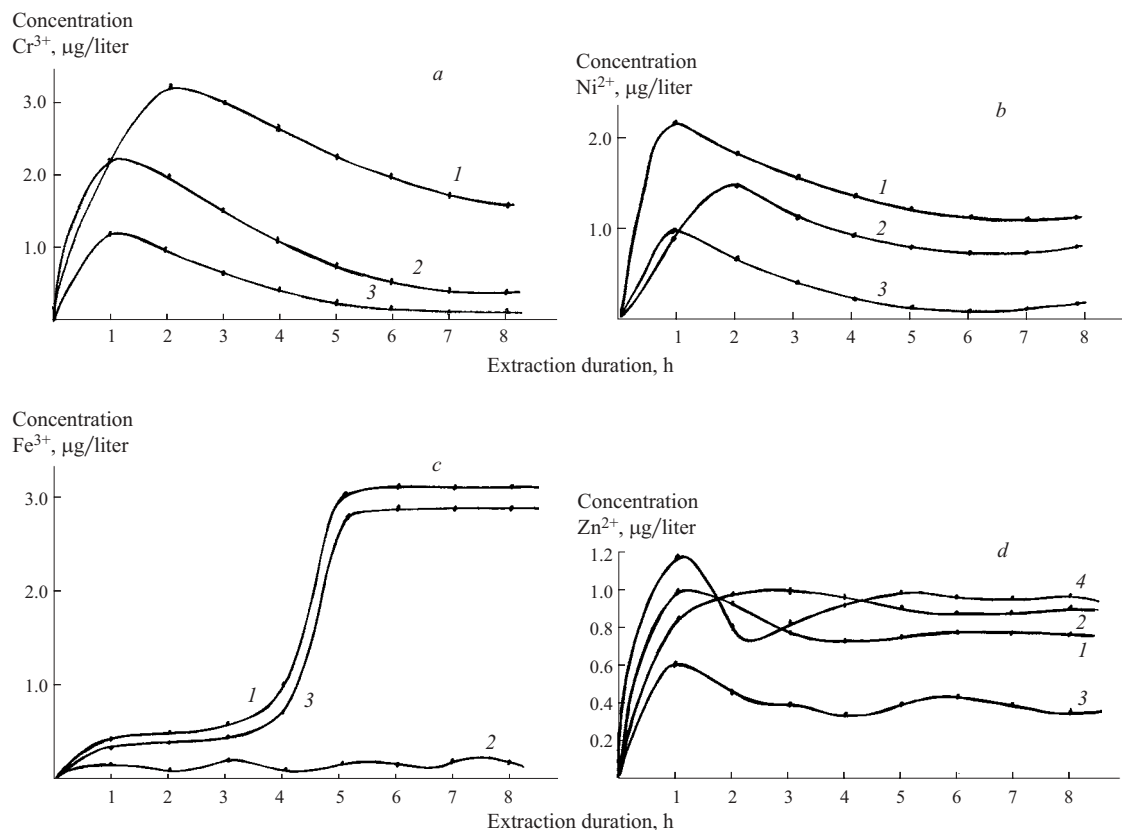 Concentration
Cr³⁺, μg/liter
a
3.0
2.0
1.0
1
2
3
1 2 3 4 5 6 7 8
Concentration
Ni²⁺, μg/liter
b
2.0
1.0
1
2
3
1 2 3 4 5 6 7 8
Extraction duration, h
Concentration
Fe³⁺, μg/liter
c
3.0
2.0
1.0
1
3
2
1 2 3 4 5 6 7 8
Concentration
Zn²⁺, μg/liter
d
1.2
1.0
0.8
0.6
0.4
0.2
4
2
1
3
1 2 3 4 5 6 7 8
Extraction duration, h